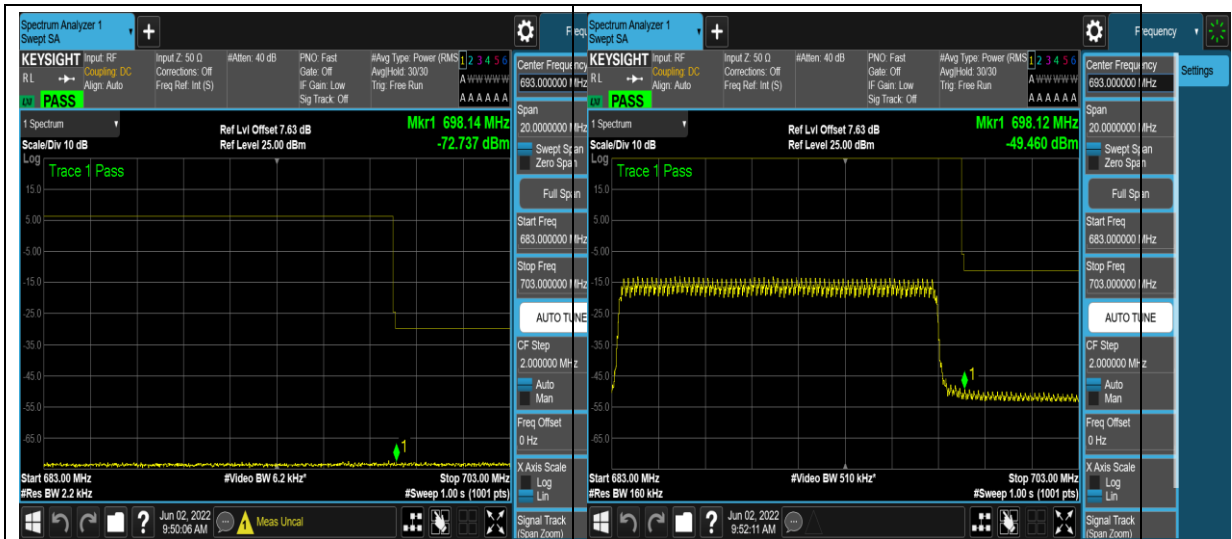 Spectrum Analyzer 1
Swept SA
+
KEYSIGHT
RL
PASS
Input: RF
Coupling: DC
Align: Auto
Input Z: 50 Ω
Corrections: Off
Freq Ref: Int (S)
#Atten: 40 dB
PNO: Fast
Gate: Off
IF Gain: Low
Sig Track: Off
#Avg Type: Power (RMS
Avg|Hold: 30/30
Trig: Free Run
1 2 3 4 5 6
A W W W W W
A A A A A A
1 Spectrum
Scale/Div 10 dB
Ref Lvl Offset 7.63 dB
Ref Level 25.00 dBm
Mkr1 698.14 MHz
-72.737 dBm
Log
Trace 1 Pass
15.0
5.00
-5.00
-15.0
-25.0
-35.0
-45.0
-55.0
-65.0
1
Start 683.00 MHz
#Res BW 2.2 kHz
#Video BW 6.2 kHz*
Stop 703.00 MHz
#Sweep 1.00 s (1001 pts)
?
Jun 02, 2022
9:50:06 AM
Meas Uncal
Center Frequency
693.000000 MHz
Span
20.0000000 MHz
Swept Span
Zero Span
Full Span
Start Freq
683.000000 MHz
Stop Freq
703.000000 MHz
AUTO TUNE
CF Step
2.000000 MHz
Auto
Man
Freq Offset
0 Hz
X Axis Scale
Log
Lin
Signal Track
(Span Zoom)
Spectrum Analyzer 1
Swept SA
+
KEYSIGHT
RL
PASS
Input: RF
Coupling: DC
Align: Auto
Input Z: 50 Ω
Corrections: Off
Freq Ref: Int (S)
#Atten: 40 dB
PNO: Fast
Gate: Off
IF Gain: Low
Sig Track: Off
#Avg Type: Power (RMS
Avg|Hold: 30/30
Trig: Free Run
1 2 3 4 5 6
A W W W W W
A A A A A A
1 Spectrum
Scale/Div 10 dB
Ref Lvl Offset 7.63 dB
Ref Level 25.00 dBm
Mkr1 698.12 MHz
-49.460 dBm
Log
Trace 1 Pass
15.0
5.00
-5.00
-15.0
-25.0
-35.0
-45.0
-55.0
-65.0
1
Start 683.00 MHz
#Res BW 160 kHz
#Video BW 510 kHz*
Stop 703.00 MHz
#Sweep 1.00 s (1001 pts)
?
Jun 02, 2022
9:52:11 AM
Frequency
Settings
Center Frequency
693.000000 MHz
Span
20.0000000 MHz
Swept Span
Zero Span
Full Span
Start Freq
683.000000 MHz
Stop Freq
703.000000 MHz
AUTO TUNE
CF Step
2.000000 MHz
Auto
Man
Freq Offset
0 Hz
X Axis Scale
Log
Lin
Signal Track
(Span Zoom)